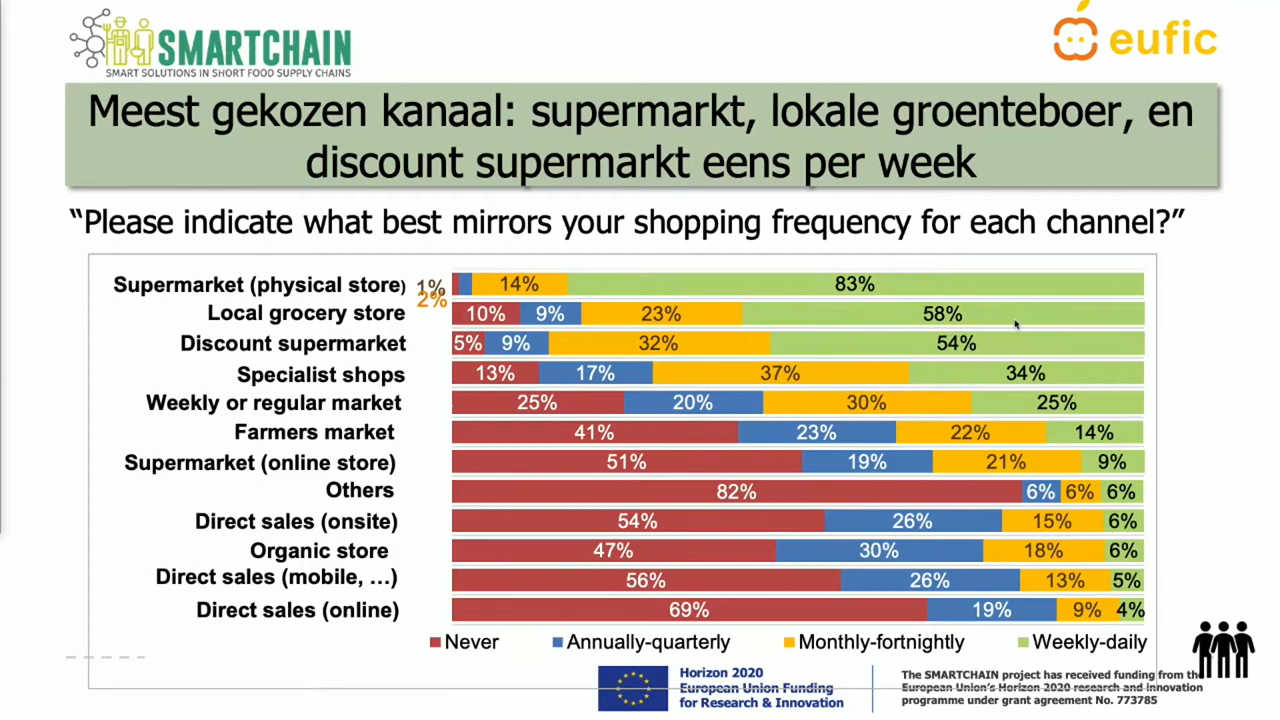 SMARTCHAIN
SMART SOLUTIONS IN SHORT FOOD SUPPLY CHAINS
eufic
Meest gekozen kanaal: supermarkt, lokale groenteboer, en
discount supermarkt eens per week
“Please indicate what best mirrors your shopping frequency for each channel?”
Supermarket (physical store) 1% 2% 14% 83%
Local grocery store 10% 9% 23% 58%
Discount supermarket 5% 9% 32% 54%
Specialist shops 13% 17% 37% 34%
Weekly or regular market 25% 20% 30% 25%
Farmers market 41% 23% 22% 14%
Supermarket (online store) 51% 19% 21% 9%
Others 82% 6% 6% 6%
Direct sales (onsite) 54% 26% 15% 6%
Organic store 47% 30% 18% 6%
Direct sales (mobile, …) 56% 26% 13% 5%
Direct sales (online) 69% 19% 9% 4%
Never Annually-quarterly Monthly-fortnightly Weekly-daily
Horizon 2020
European Union Funding
for Research & Innovation
The SMARTCHAIN project has received funding from the
European Union's Horizon 2020 research and innovation
programme under grant agreement No. 773785